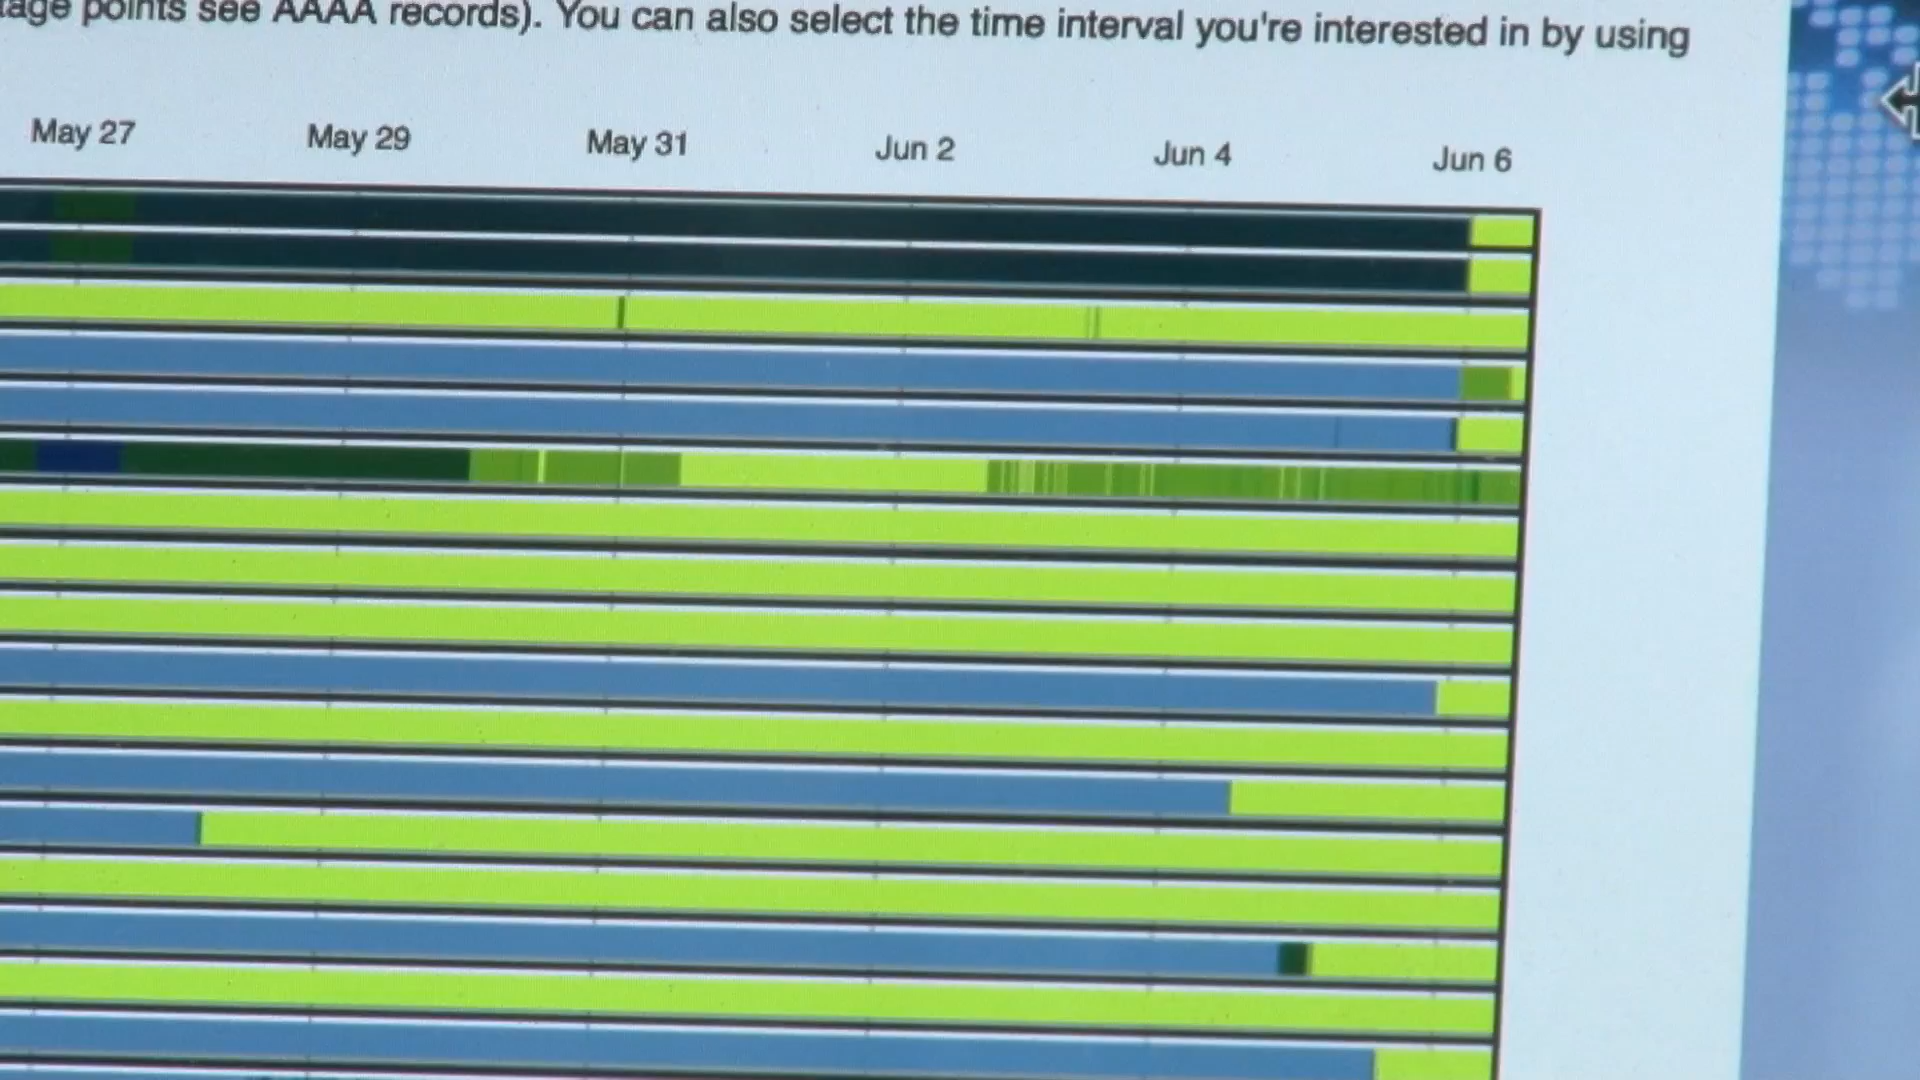 points see AAAA records). You can also select the time interval you're interested in by using
May 27 May 29 May 31 Jun 2 Jun 4 Jun 6